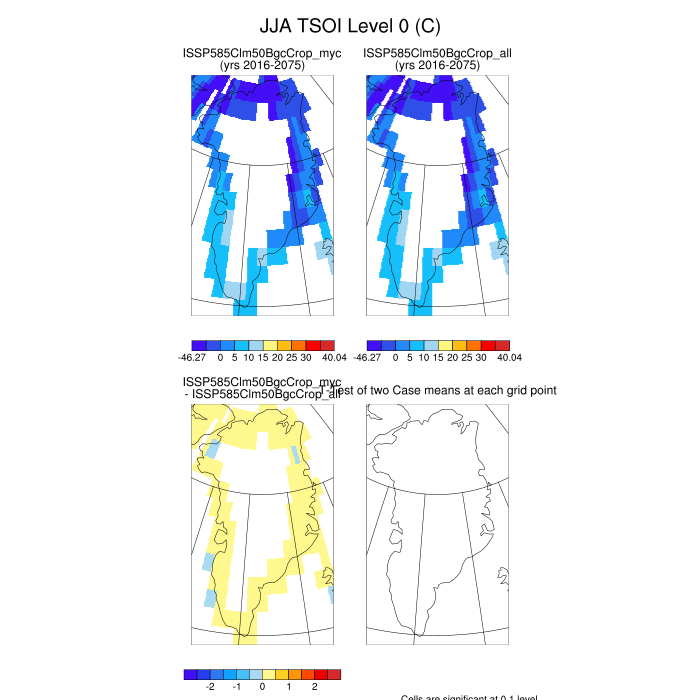 JJA TSOI Level 0 (C)
ISSP585Clm50BgcCrop_myc
(yrs 2016-2075)
ISSP585Clm50BgcCrop_all
(yrs 2016-2075)
-46.27 0 5 10 15 20 25 30 40.04
-46.27 0 5 10 15 20 25 30 40.04
ISSP585Clm50BgcCrop_myc
- ISSP585Clm50BgcCrop_all
T-Test of two Case means at each grid point
-2 -1 0 1 2
Cells are significant at 0.1 level